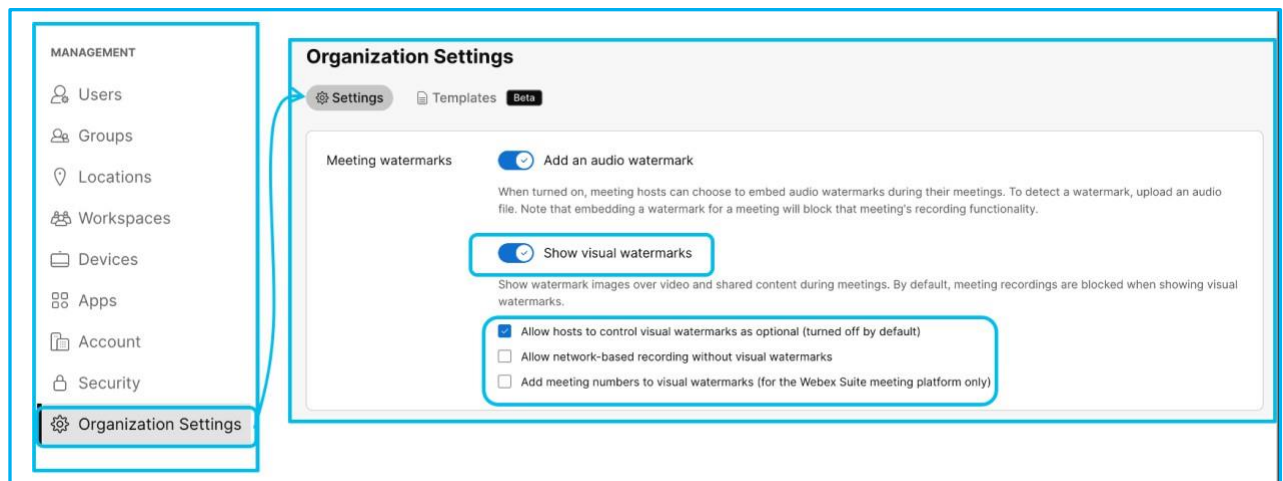 MANAGEMENT
Users
Groups
Locations
Workspaces
Devices
Apps
Account
Security
Organization Settings
Organization Settings
Settings
Templates Beta
Meeting watermarks
Add an audio watermark
When turned on, meeting hosts can choose to embed audio watermarks during their meetings. To detect a watermark, upload an audio
file. Note that embedding a watermark for a meeting will block that meeting's recording functionality.
Show visual watermarks
Show watermark images over video and shared content during meetings. By default, meeting recordings are blocked when showing visual
watermarks.
Allow hosts to control visual watermarks as optional (turned off by default)
Allow network-based recording without visual watermarks
Add meeting numbers to visual watermarks (for the Webex Suite meeting platform only)